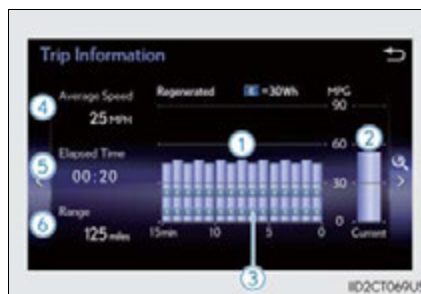 Trip Information
4 Average Speed
25 MPH
Regenerated E =30Wh MPG
90
1
60
2
5 Elapsed Time
00:20
30
6 Range
125 miles
0
15min 10 5 0 Current
3
IID2CT069US